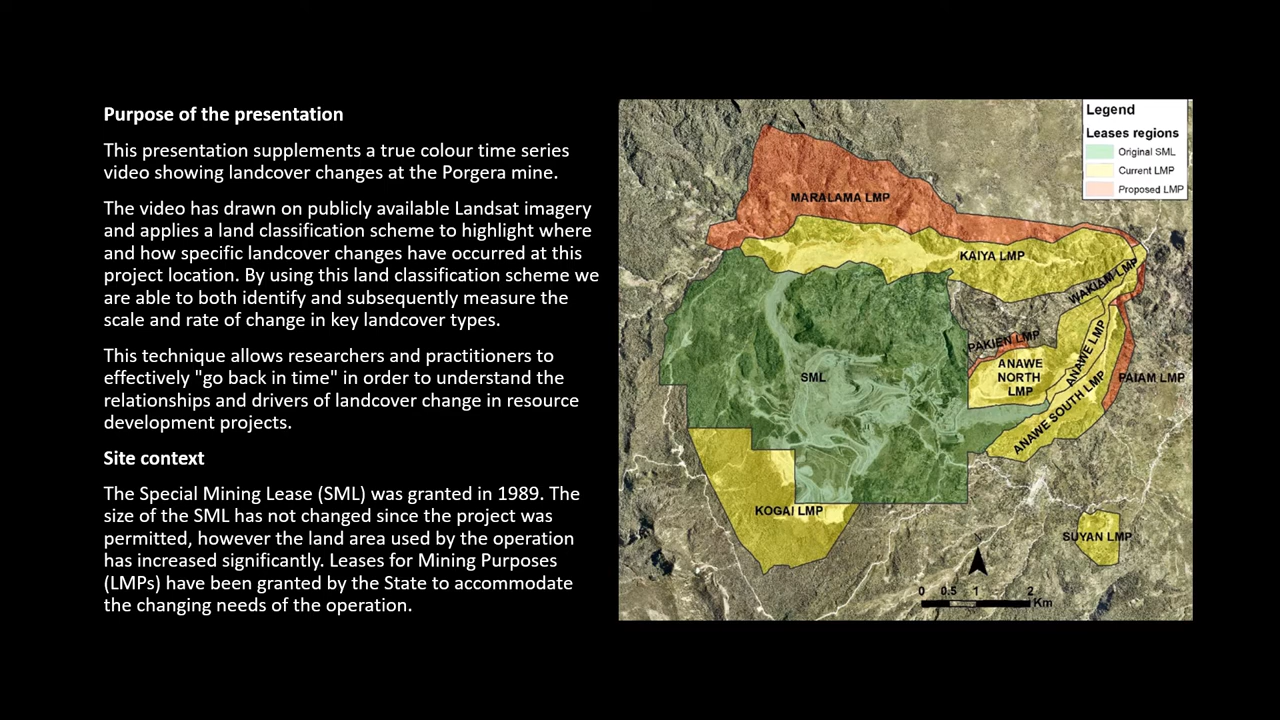 Purpose of the presentation
This presentation supplements a true colour time series
video showing landcover changes at the Porgera mine.
The video has drawn on publicly available Landsat imagery
and applies a land classification scheme to highlight where
and how specific landcover changes have occurred at this
project location. By using this land classification scheme we
are able to both identify and subsequently measure the
scale and rate of change in key landcover types.
This technique allows researchers and practitioners to
effectively "go back in time" in order to understand the
relationships and drivers of landcover change in resource
development projects.
Site context
The Special Mining Lease (SML) was granted in 1989. The
size of the SML has not changed since the project was
permitted, however the land area used by the operation
has increased significantly. Leases for Mining Purposes
(LMPs) have been granted by the State to accommodate
the changing needs of the operation.
Legend
Leases regions
Original SML
Current LMP
Proposed LMP
MARALAMA LMP
KAIYA LMP
WAKIAM LMP
PAKIEN LMP
ANAWE
NORTH
LMP
ANAWE LMP
PAIAM LMP
ANAWE SOUTH LMP
SML
KOGAI LMP
SUYAN LMP
N
0 0.5 1 2
Km